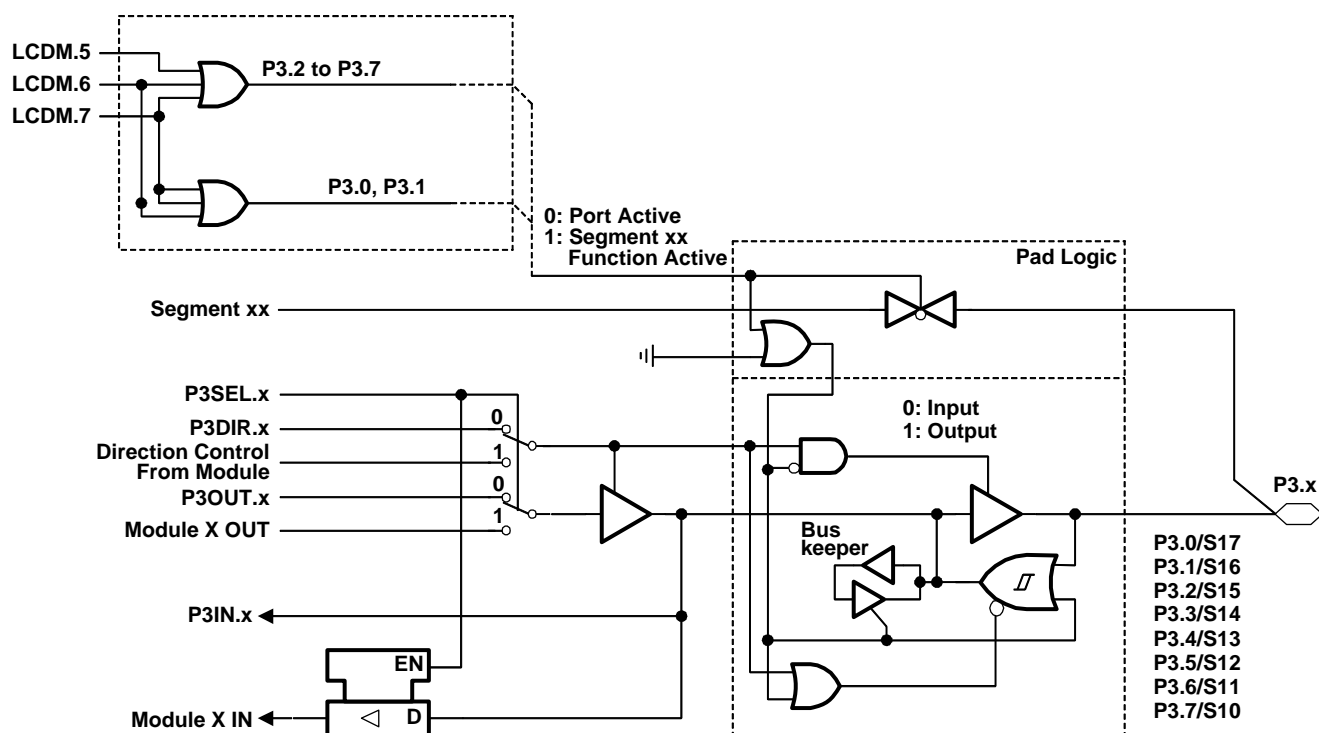 LCDM.5
LCDM.6
LCDM.7
P3.2 to P3.7
P3.0, P3.1
0: Port Active
1: Segment xx
Function Active
Pad Logic
Segment xx
P3SEL.x
P3DIR.x
Direction Control
From Module
P3OUT.x
Module X OUT
0
1
0
1
0: Input
1: Output
Bus
keeper
P3.x
P3.0/S17
P3.1/S16
P3.2/S15
P3.3/S14
P3.4/S13
P3.5/S12
P3.6/S11
P3.7/S10
P3IN.x
EN
D
Module X IN